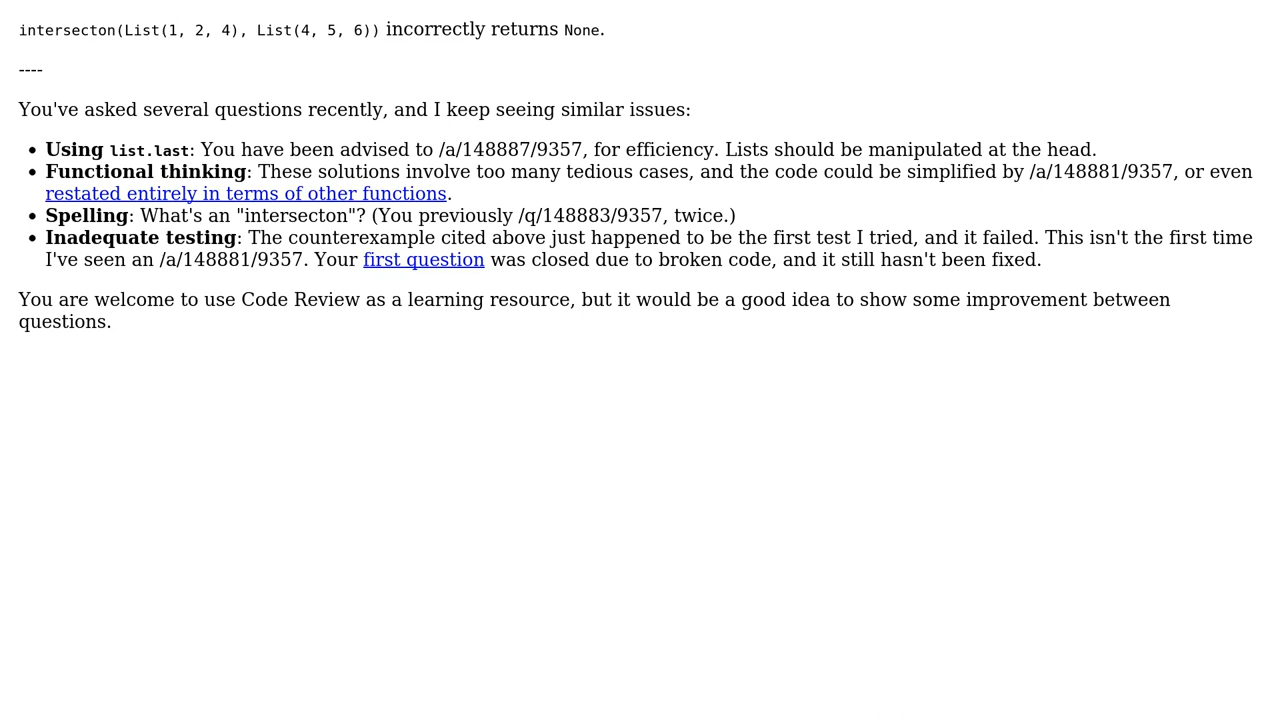 intersecton(List(1, 2, 4), List(4, 5, 6)) incorrectly returns None.
----
You've asked several questions recently, and I keep seeing similar issues:
• Using list.last: You have been advised to /a/148887/9357, for efficiency. Lists should be manipulated at the head.
• Functional thinking: These solutions involve too many tedious cases, and the code could be simplified by /a/148881/9357, or even
restated entirely in terms of other functions.
• Spelling: What's an "intersecton"? (You previously /q/148883/9357, twice.)
• Inadequate testing: The counterexample cited above just happened to be the first test I tried, and it failed. This isn't the first time
I've seen an /a/148881/9357. Your first question was closed due to broken code, and it still hasn't been fixed.
You are welcome to use Code Review as a learning resource, but it would be a good idea to show some improvement between
questions.